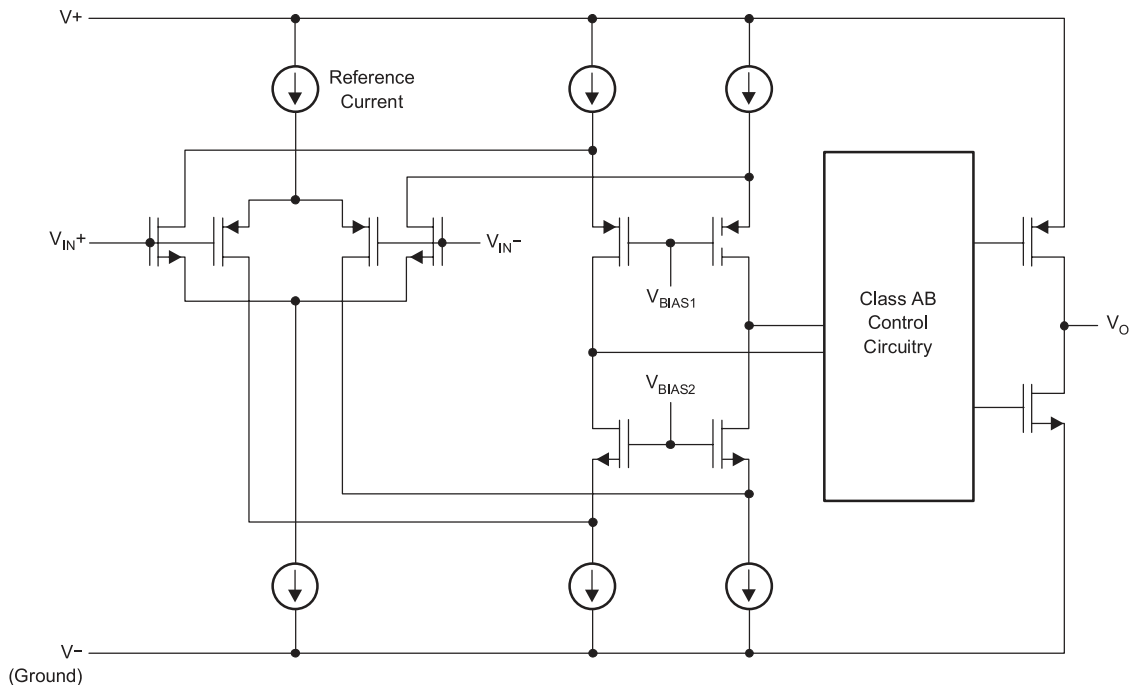 V+
Reference
Current
V_IN+
V_IN−
V_BIAS1
V_BIAS2
Class AB
Control
Circuitry
V_O
V−
(Ground)